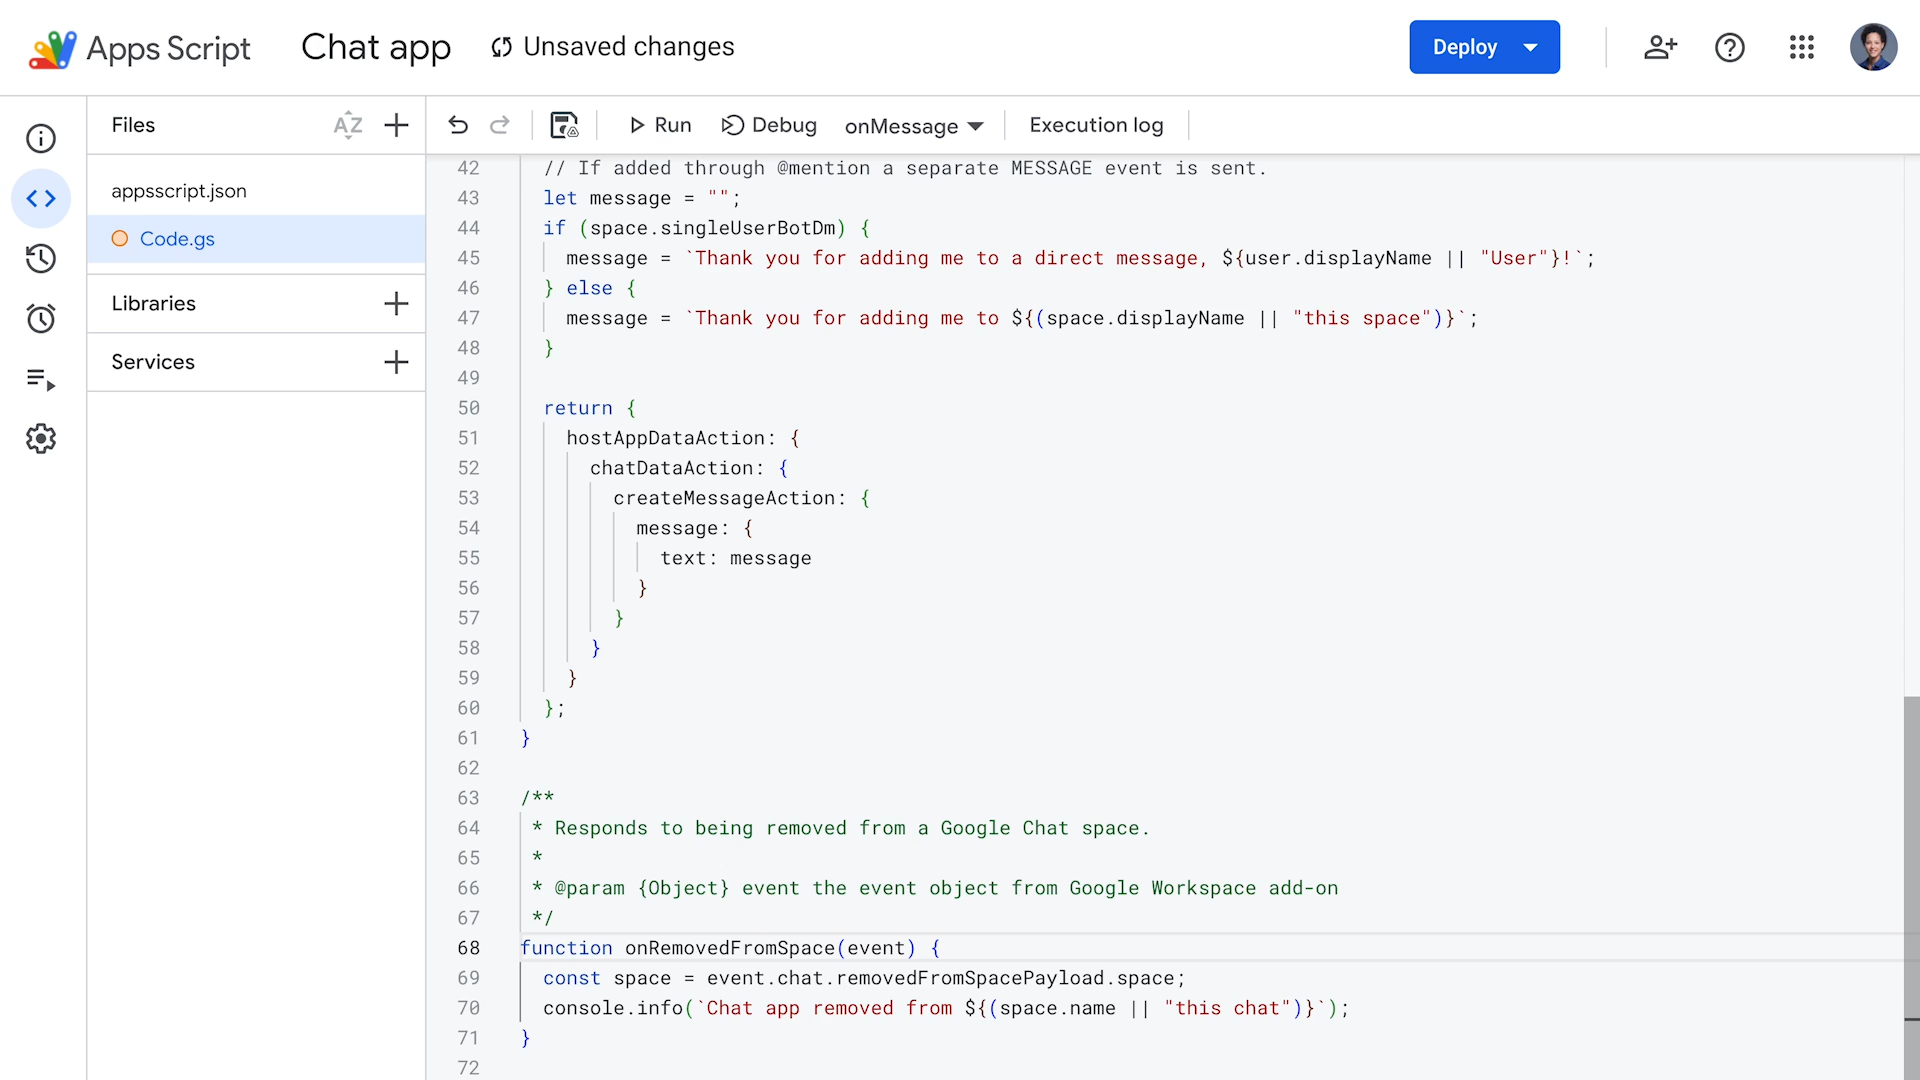 Apps Script
Chat app
Unsaved changes
Deploy
Files
AZ
Run
Debug
onMessage
Execution log
appsscript.json
Code.gs
Libraries
Services
42 // If added through @mention a separate MESSAGE event is sent.
43 let message = "";
44 if (space.singleUserBotDm) {
45 message = `Thank you for adding me to a direct message, ${user.displayName || "User"}!`;
46 } else {
47 message = `Thank you for adding me to ${(space.displayName || "this space")}`;
48 }
49
50 return {
51 hostAppDataAction: {
52 chatDataAction: {
53 createMessageAction: {
54 message: {
55 text: message
56 }
57 }
58 }
59 }
60 };
61 }
62
63 /**
64 * Responds to being removed from a Google Chat space.
65 *
66 * @param {Object} event the event object from Google Workspace add-on
67 */
68 function onRemovedFromSpace(event) {
69 const space = event.chat.removedFromSpacePayload.space;
70 console.info(`Chat app removed from ${(space.name || "this chat")}`);
71 }
72